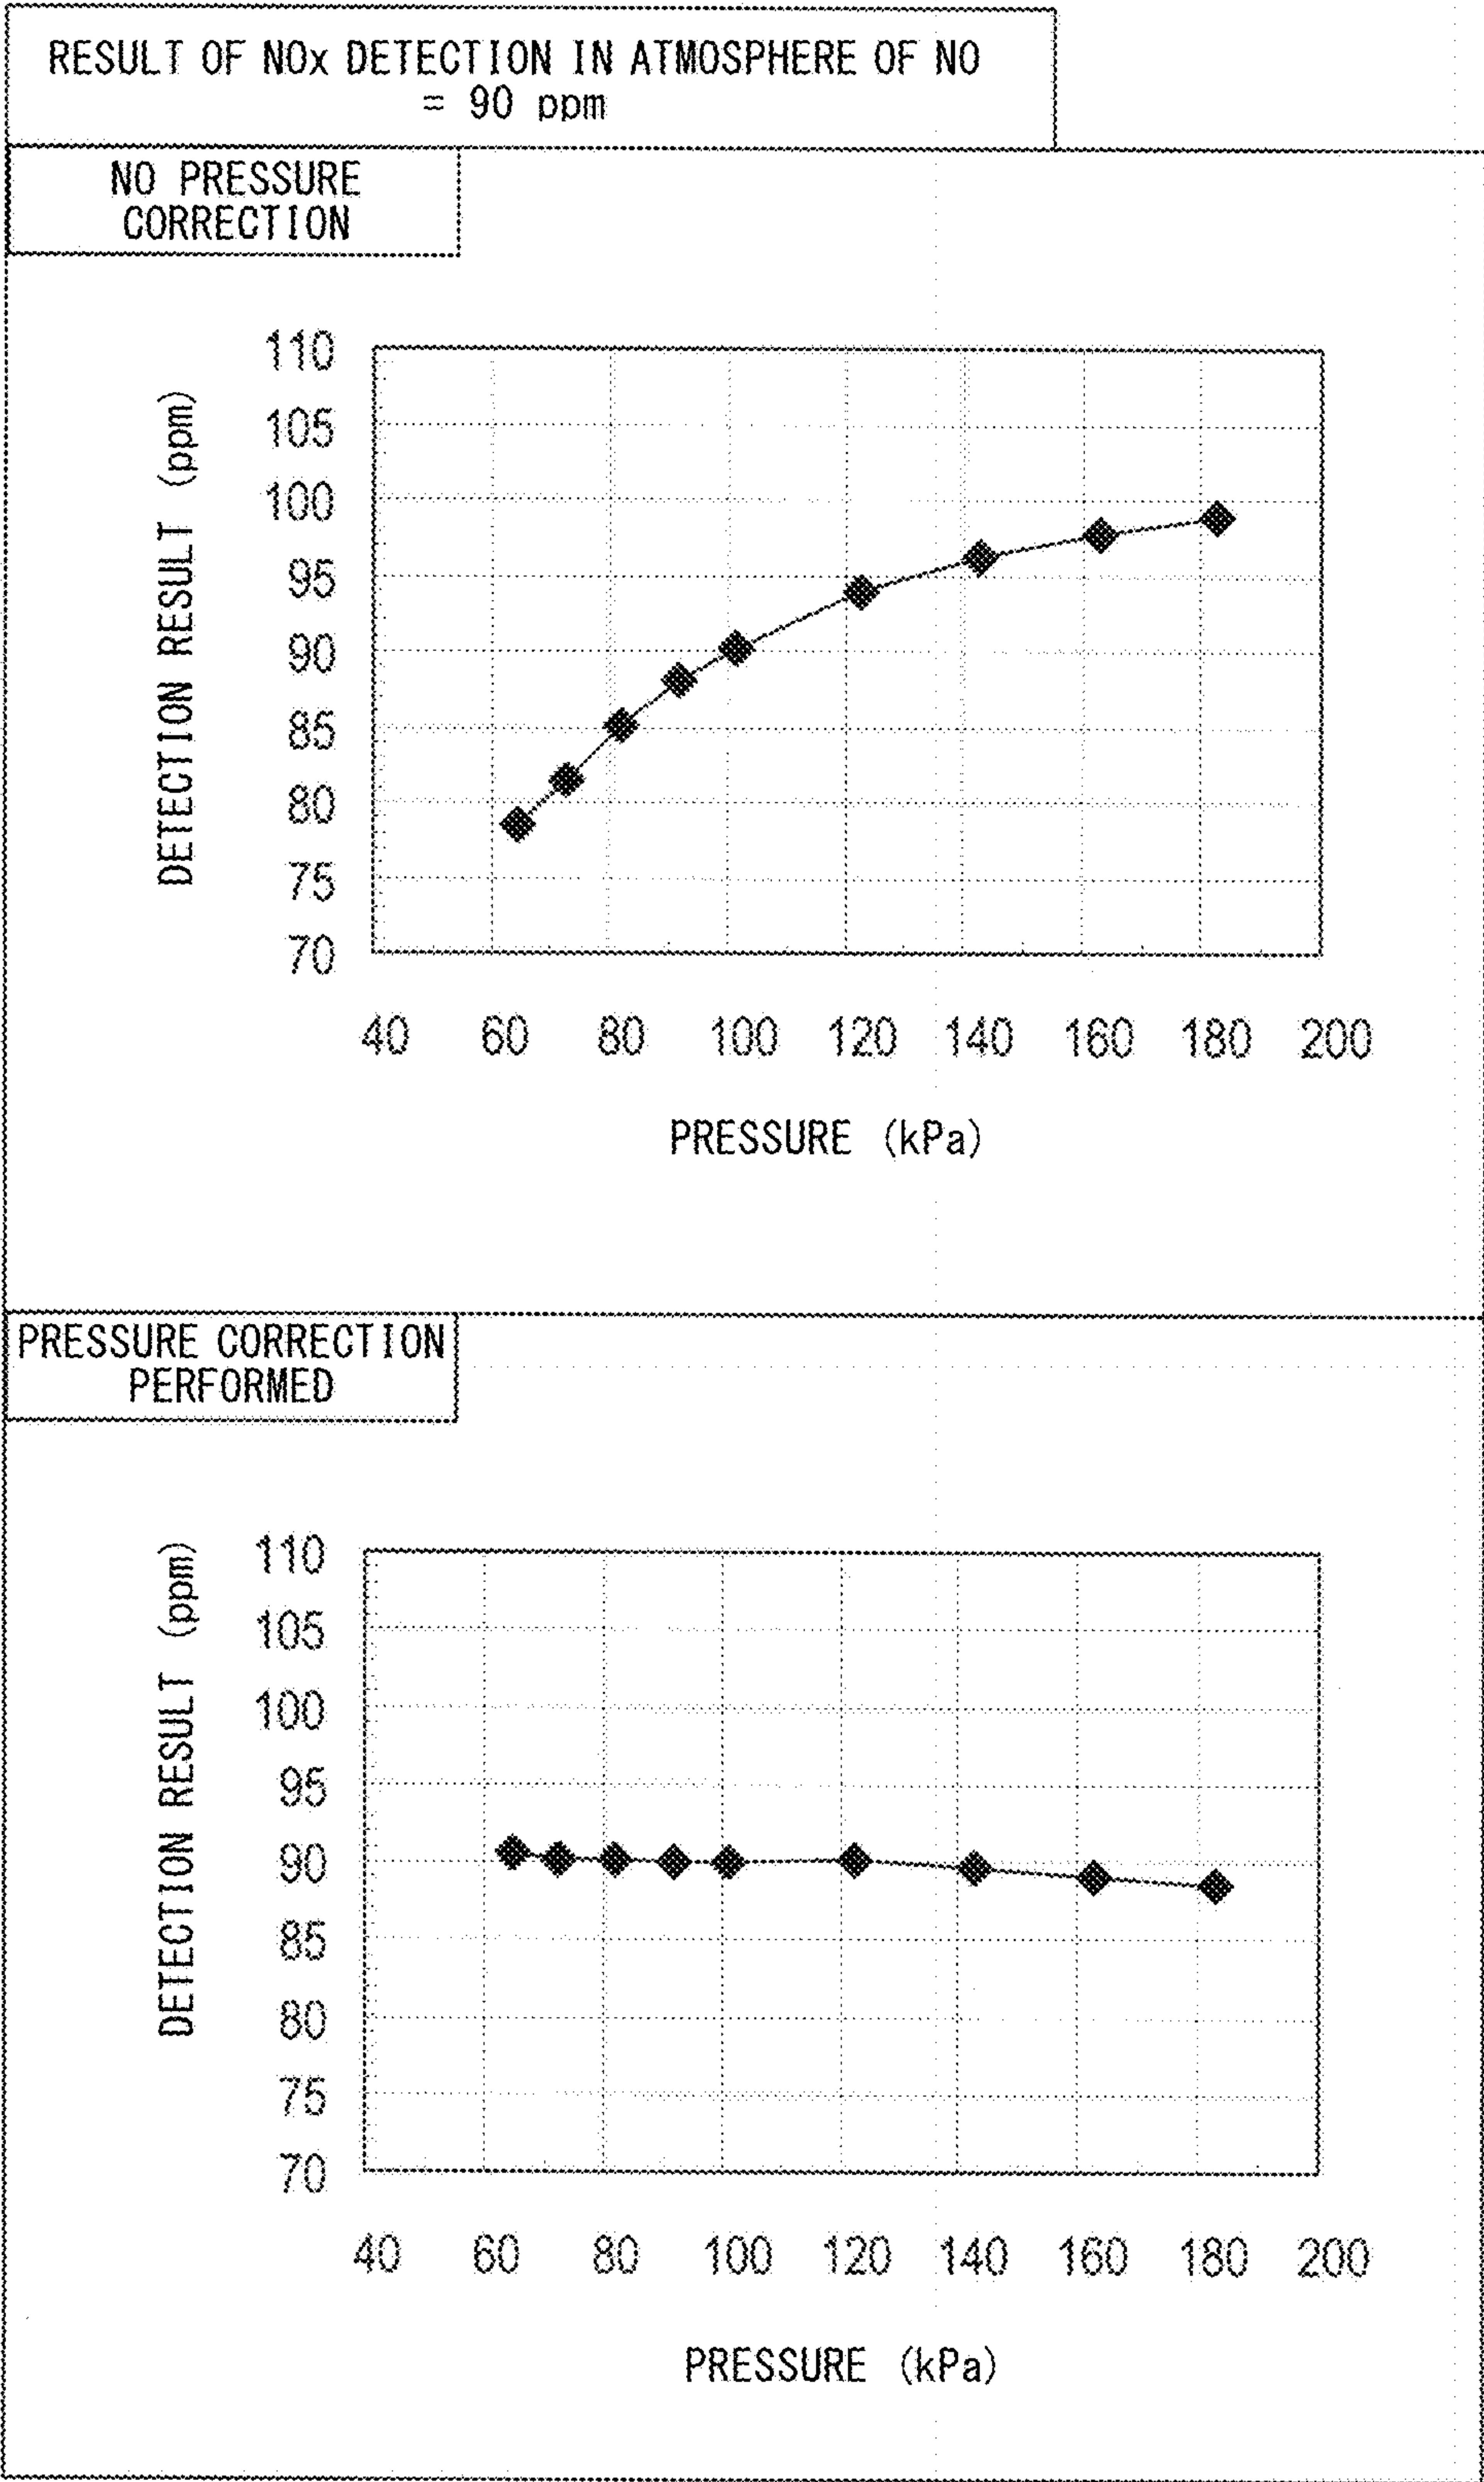 RESULT OF NOx DETECTION IN ATMOSPHERE OF NO
= 90 ppm
NO PRESSURE
CORRECTION
DETECTION RESULT (ppm)
110
105
100
95
90
85
80
75
70
40 60 80 100 120 140 160 180 200
PRESSURE (kPa)
PRESSURE CORRECTION
PERFORMED
DETECTION RESULT (ppm)
110
105
100
95
90
85
80
75
70
40 60 80 100 120 140 160 180 200
PRESSURE (kPa)